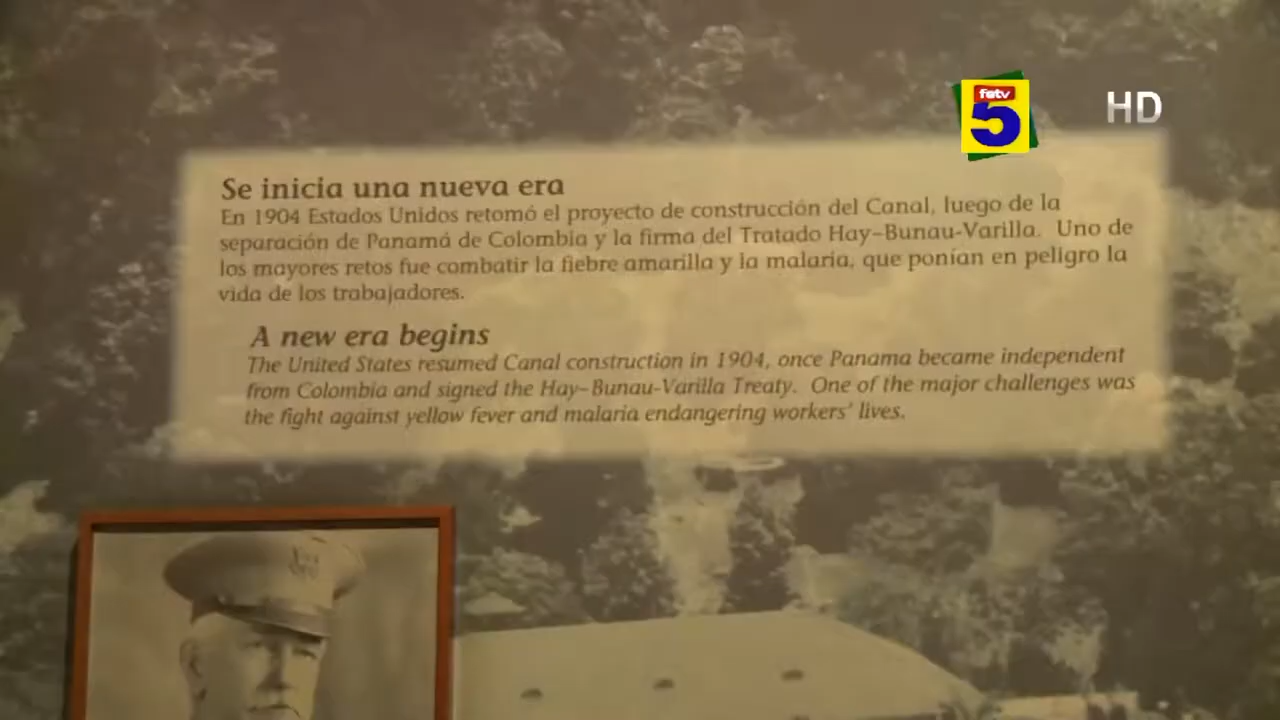 fetv
5
HD
Se inicia una nueva era
En 1904 Estados Unidos retomó el proyecto de construcción del Canal, luego de la
separación de Panamá de Colombia y la firma del Tratado Hay–Bunau-Varilla. Uno de
los mayores retos fue combatir la fiebre amarilla y la malaria, que ponían en peligro la
vida de los trabajadores.
A new era begins
The United States resumed Canal construction in 1904, once Panama became independent
from Colombia and signed the Hay–Bunau-Varilla Treaty. One of the major challenges was
the fight against yellow fever and malaria endangering workers' lives.